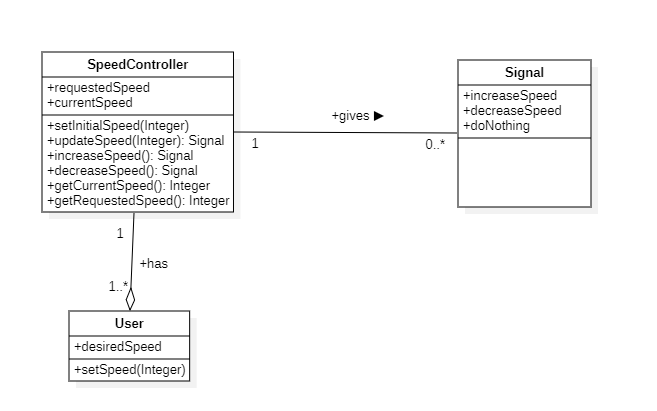 SpeedController
+requestedSpeed
+currentSpeed
+setInitialSpeed(Integer)
+updateSpeed(Integer): Signal
+increaseSpeed(): Signal
+decreaseSpeed(): Signal
+getCurrentSpeed(): Integer
+getRequestedSpeed(): Integer
+gives ▶
1
0..*
Signal
+increaseSpeed
+decreaseSpeed
+doNothing
1
+has
1..*
User
+desiredSpeed
+setSpeed(Integer)